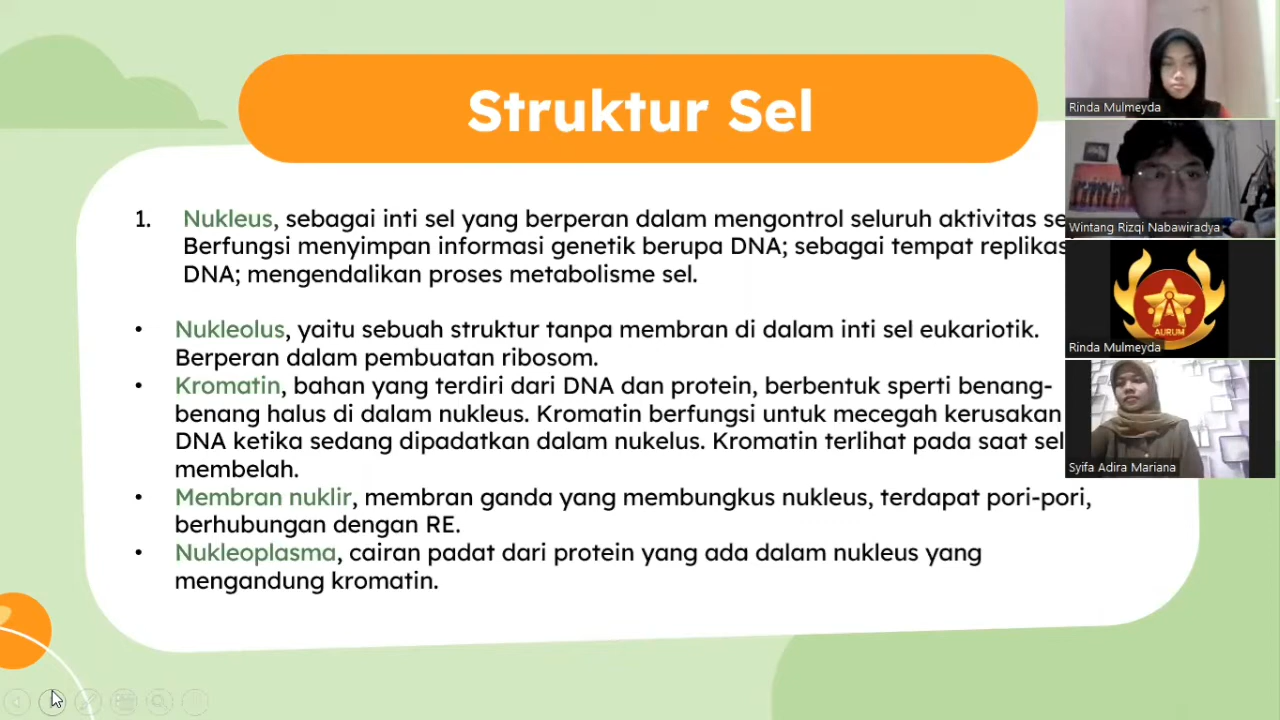 Struktur Sel
1. Nukleus, sebagai inti sel yang berperan dalam mengontrol seluruh aktivitas
Berfungsi menyimpan informasi genetik berupa DNA; sebagai tempat
DNA; mengendalikan proses metabolisme sel.
• Nukleolus, yaitu sebuah struktur tanpa membran di dalam inti sel eukariotik.
Berperan dalam pembuatan ribosom.
• Kromatin, bahan yang terdiri dari DNA dan protein, berbentuk sperti benang-
benang halus di dalam nukleus. Kromatin berfungsi untuk mecegah kerusakan
DNA ketika sedang dipadatkan dalam nukelus. Kromatin terlihat pada saat sel
membelah.
• Membran nuklir, membran ganda yang membungkus nukleus, terdapat pori-pori,
berhubungan dengan RE.
• Nukleoplasma, cairan padat dari protein yang ada dalam nukleus yang
mengandung kromatin.
Rinda Mulmeyda
Wintang Rizqi Nabawiradya
AURUM
Rinda Mulmeyda
Syifa Adira Mariana